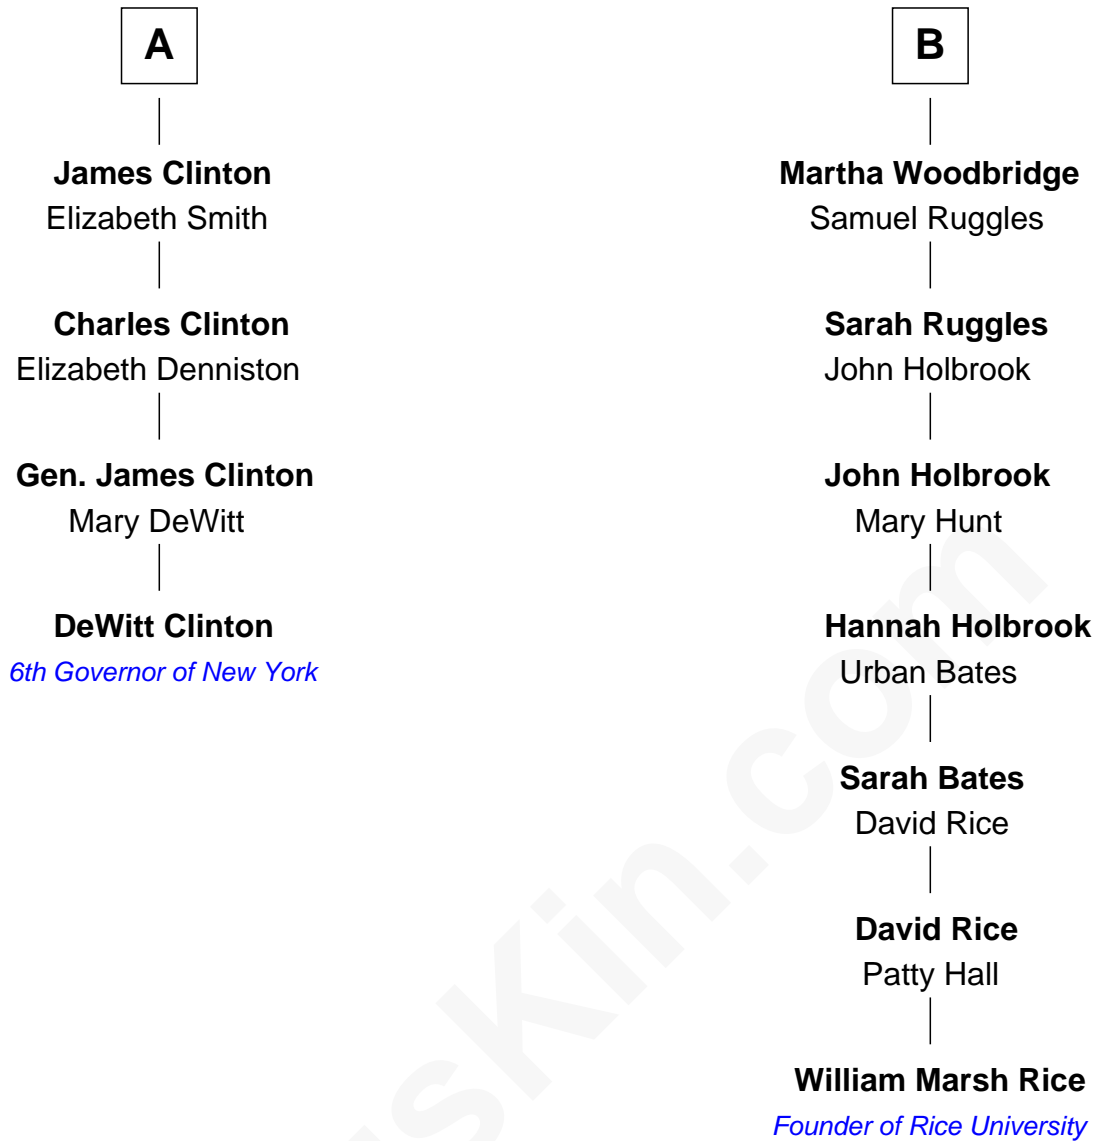 A
James Clinton
Elizabeth Smith
Charles Clinton
Elizabeth Denniston
Gen. James Clinton
Mary DeWitt
DeWitt Clinton
6th Governor of New York
B
Martha Woodbridge
Samuel Ruggles
Sarah Ruggles
John Holbrook
John Holbrook
Mary Hunt
Hannah Holbrook
Urban Bates
Sarah Bates
David Rice
David Rice
Patty Hall
William Marsh Rice
Founder of Rice University